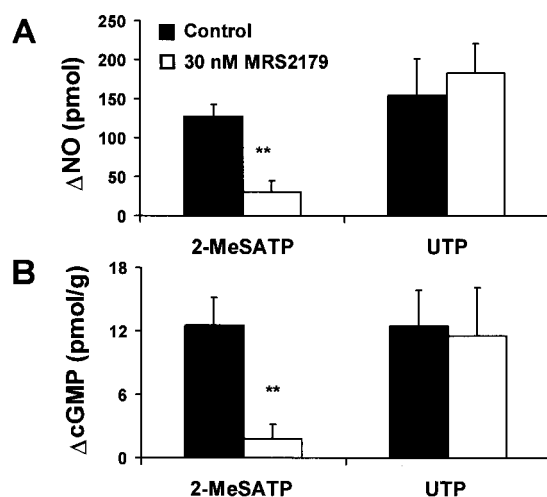 A
ΔNO (pmol)
250
200
150
100
50
0
Control
30 nM MRS2179
**
2-MeSATP
UTP
B
ΔcGMP (pmol/g)
18
12
6
0
**
2-MeSATP
UTP